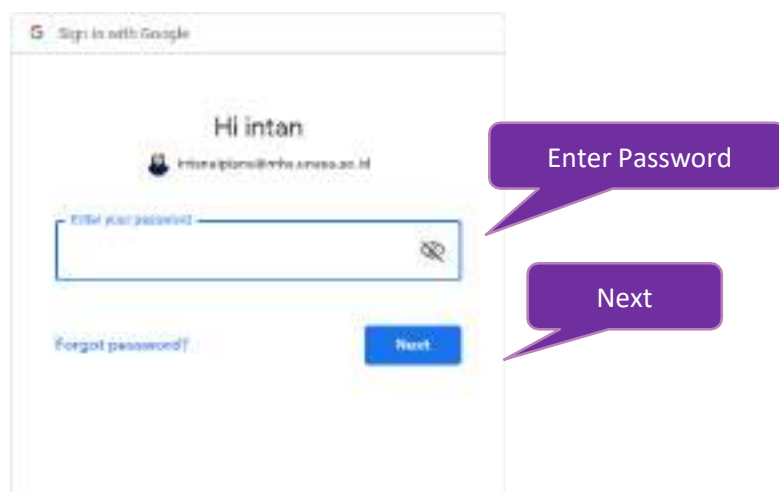 G Sign in with Google
Hi intan
Enter Password
Enter your password
Next
Forgot password?
Next